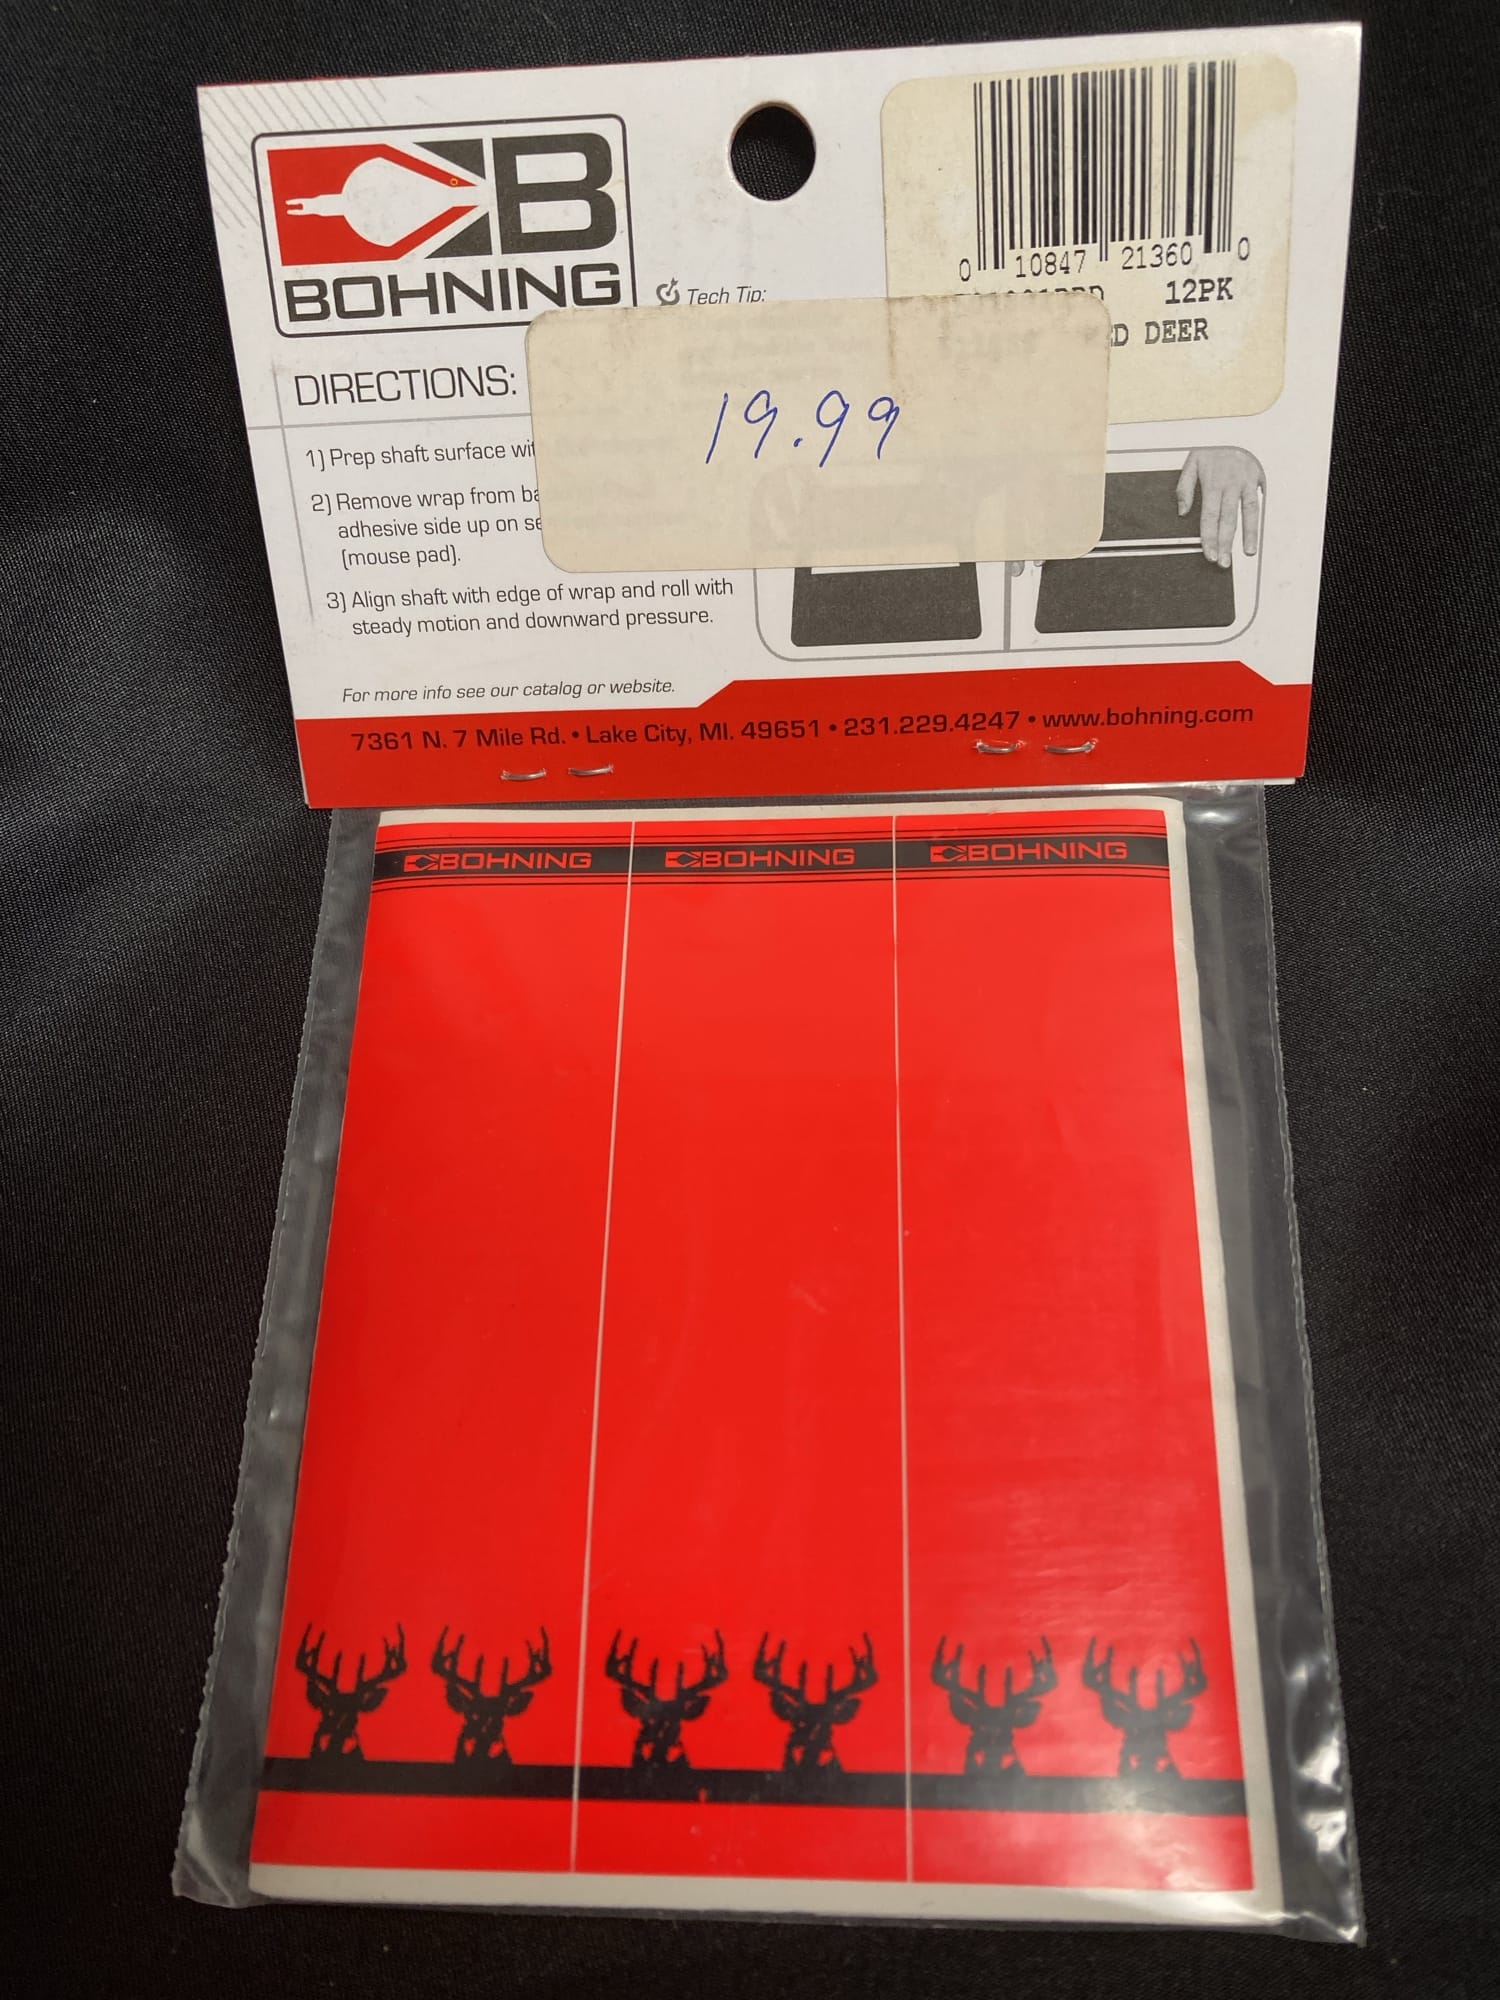 B
BOHNING
0 10847 21360 0
12PK
DEER
Tech Tip:
19.99
DIRECTIONS:
1) Prep shaft surface
2) Remove wrap from
adhesive side up on
(mouse pad).
3) Align shaft with edge of wrap and roll with
steady motion and downward pressure.
For more info see our catalog or website.
7361 N. 7 Mile Rd. • Lake City, MI. 49651 • 231.229.4247 • www.bohning.com
BOHNING BOHNING BOHNING